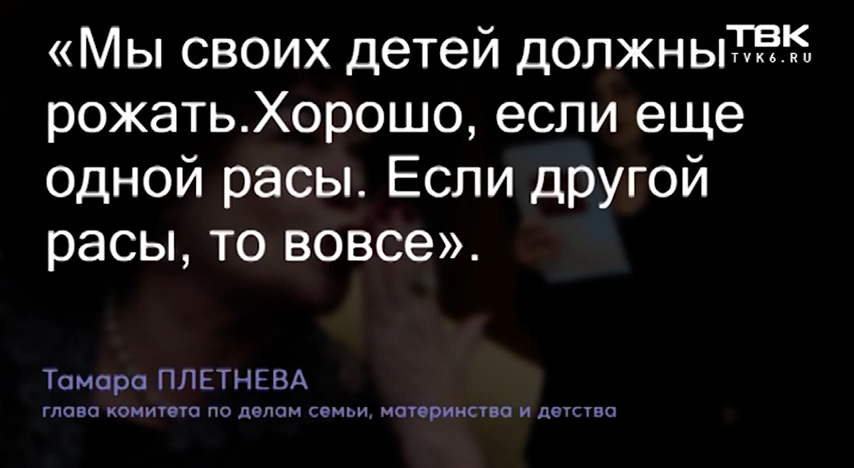 «Мы своих детей должны
ТВК
TVK6.RU
рожать.Хорошо, если еще
одной расы. Если другой
расы, то вовсе».
Тамара ПЛЕТНЕВА
глава комитета по делам семьи, материнства и детства